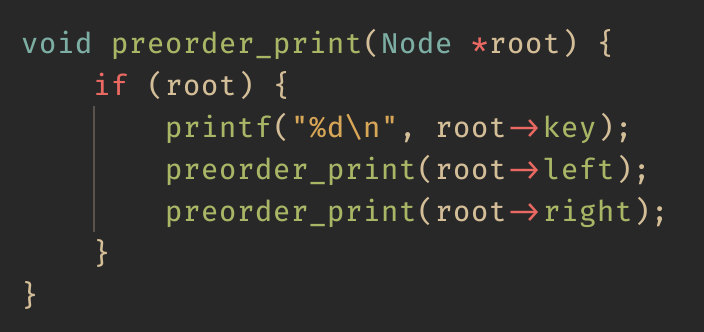 void preorder_print(Node *root) {
    if (root) {
        printf("%d\n", root->key);
        preorder_print(root->left);
        preorder_print(root->right);
    }
}